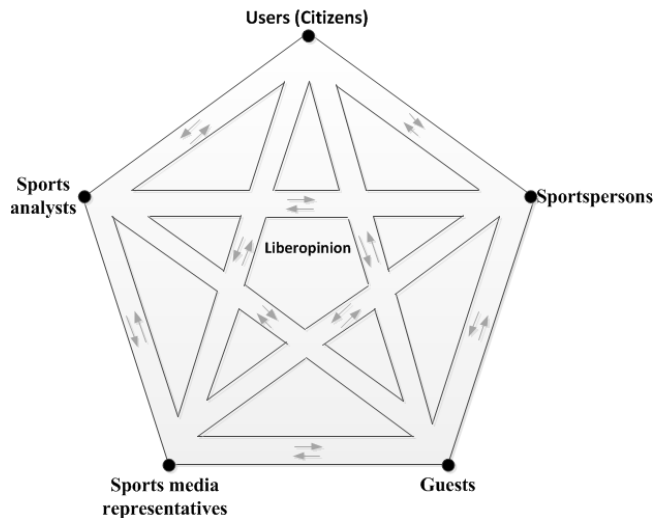 Users (Citizens)
Sports
analysts
Sportspersons
Liberopinion
Sports media
representatives
Guests